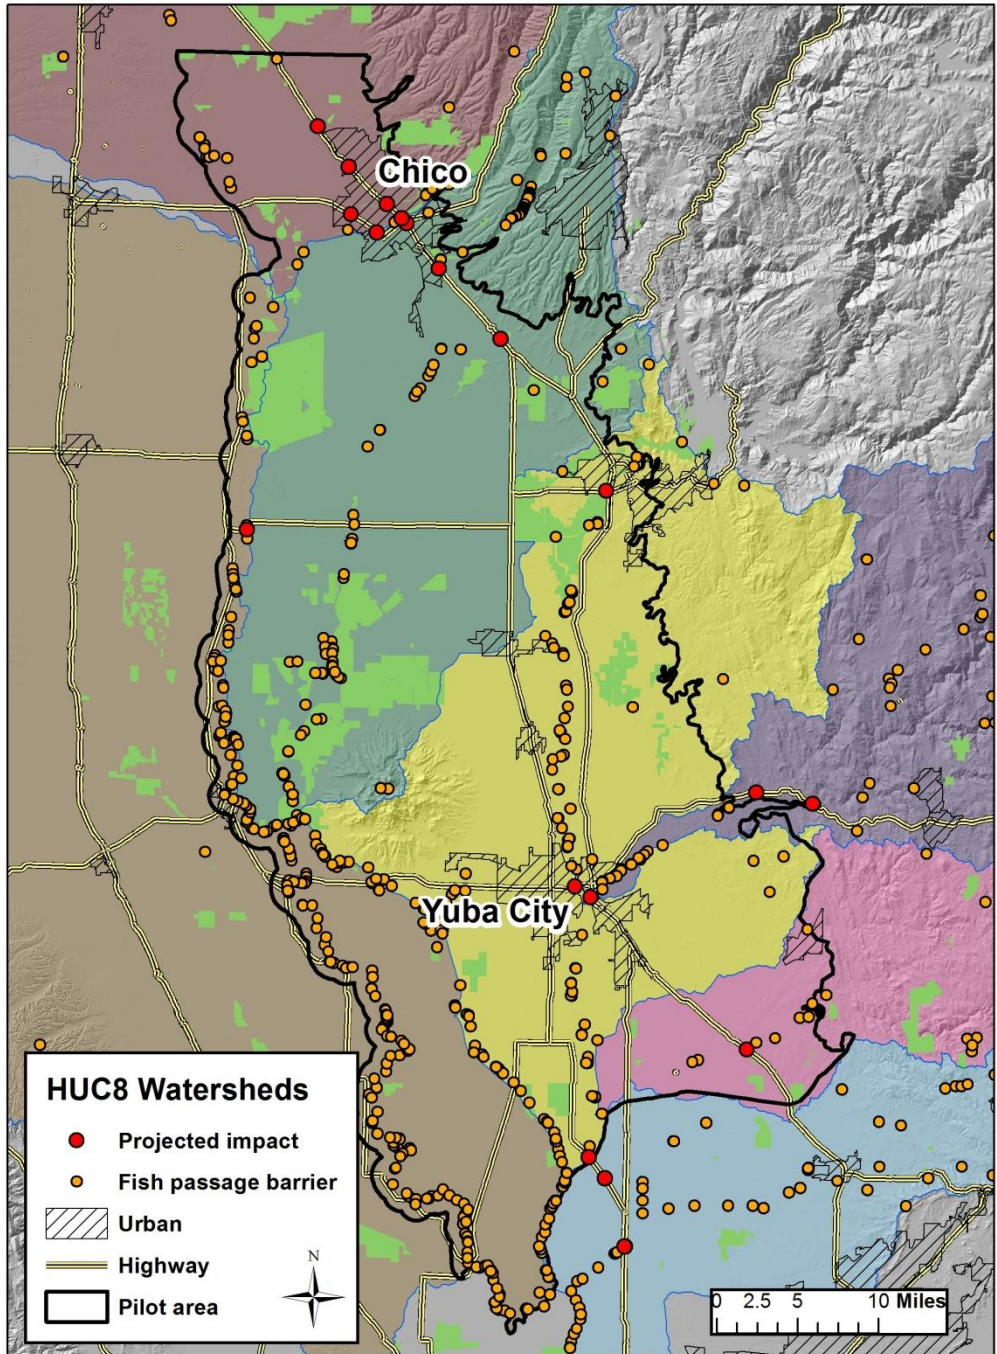 Chico
Yuba City
HUC8 Watersheds
Projected impact
Fish passage barrier
Urban
Highway
Pilot area
N
0 2.5 5 10 Miles